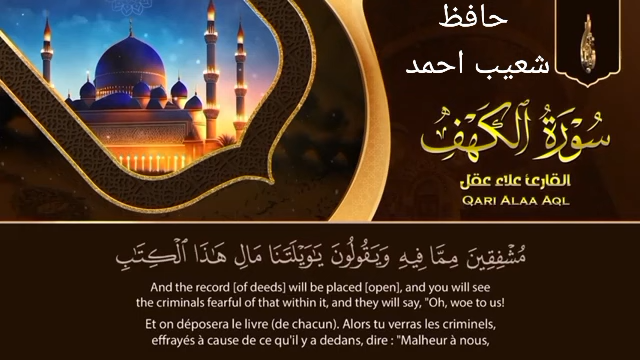 حافظ
شعيب احمد
سُورَةُ الكَهْفِ
القارئ علاء عقل
QARI ALAA AQL
مُشْفِقِينَ مِمَّا فِيهِ وَيَقُولُونَ يَٰوَيْلَتَنَا مَالِ هَٰذَا ٱلْكِتَٰبِ
And the record [of deeds] will be placed [open], and you will see
the criminals fearful of that within it, and they will say, "Oh, woe to us!
Et on déposera le livre (de chacun). Alors tu verras les criminels,
effrayés à cause de ce qu'il y a dedans, dire : "Malheur à nous,